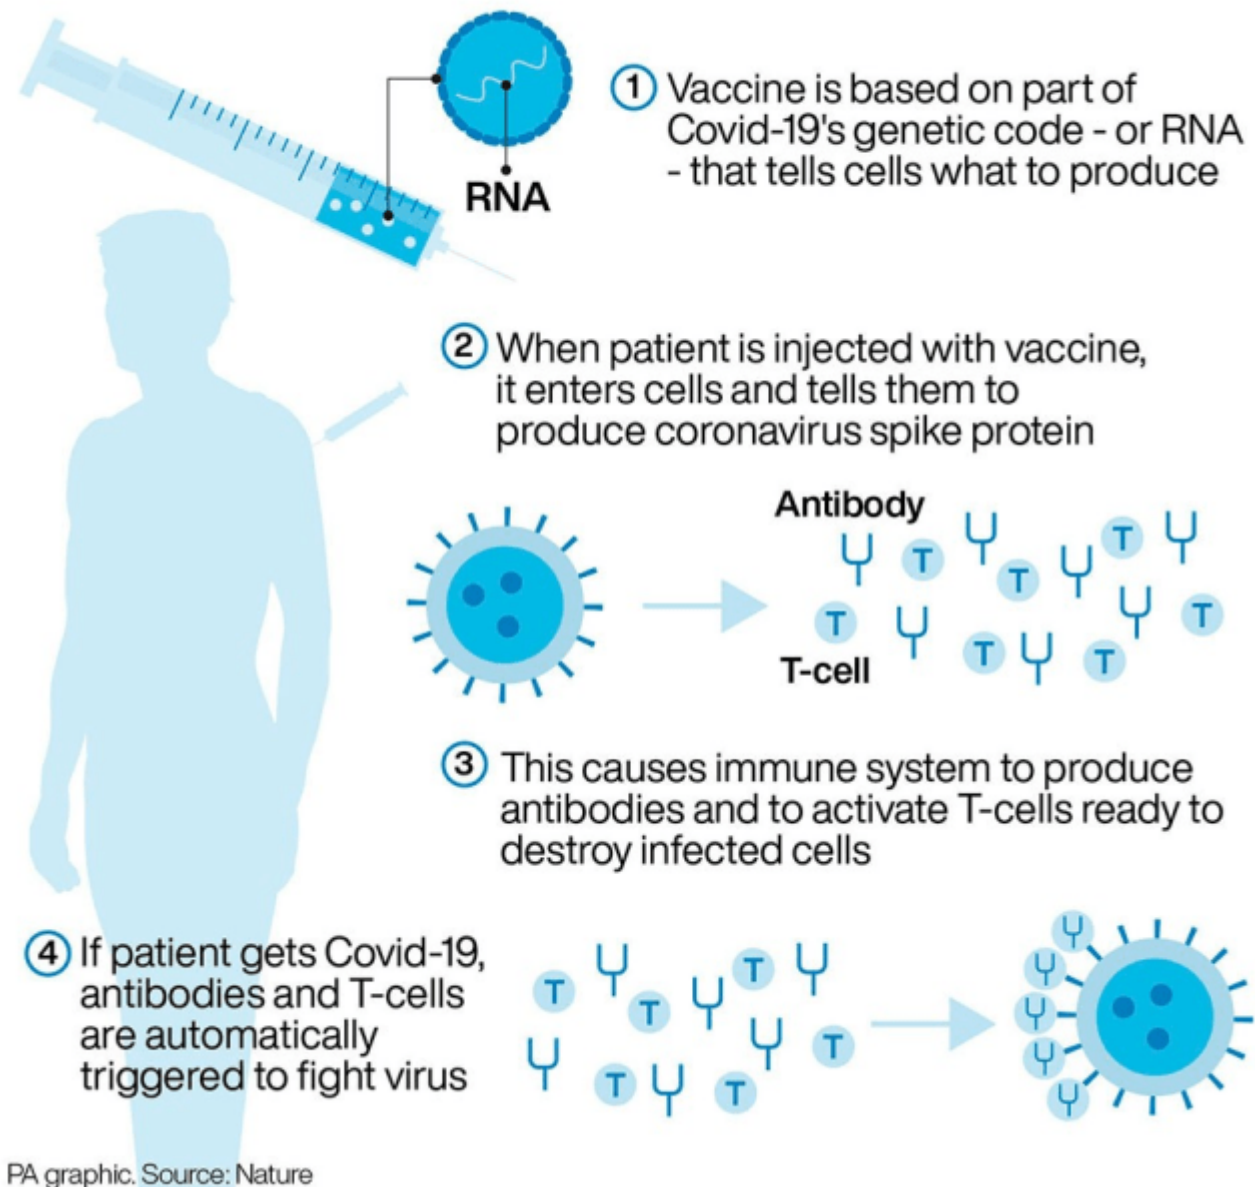 1 Vaccine is based on part of
Covid-19's genetic code - or RNA
- that tells cells what to produce
RNA
2 When patient is injected with vaccine,
it enters cells and tells them to
produce coronavirus spike protein
Antibody
T
T
T
T
T
T
T
T-cell
3 This causes immune system to produce
antibodies and to activate T-cells ready to
destroy infected cells
4 If patient gets Covid-19,
antibodies and T-cells
are automatically
triggered to fight virus
T
T
T
T
T
T
PA graphic. Source: Nature